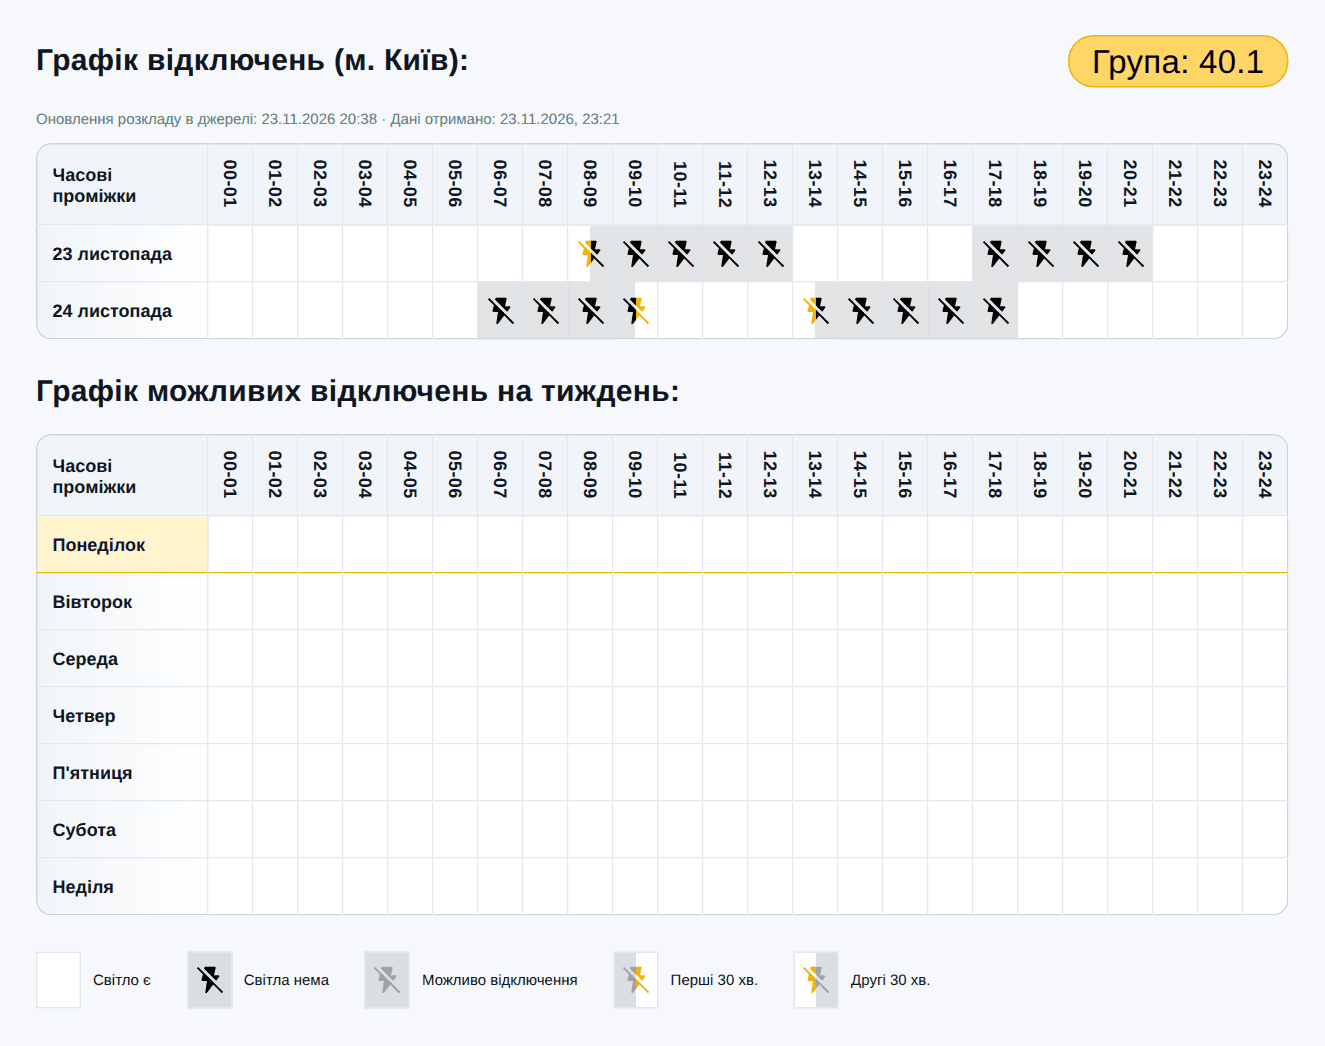 Графік відключень (м. Київ):
Група: 40.1
Оновлення розкладу в джерелі: 23.11.2026 20:38 · Дані отримано: 23.11.2026, 23:21
Часові проміжки 00-01 01-02 02-03 03-04 04-05 05-06 06-07 07-08 08-09 09-10 10-11 11-12 12-13 13-14 14-15 15-16 16-17 17-18 18-19 19-20 20-21 21-22 22-23 23-24
23 листопада
24 листопада
Графік можливих відключень на тиждень:
Часові проміжки 00-01 01-02 02-03 03-04 04-05 05-06 06-07 07-08 08-09 09-10 10-11 11-12 12-13 13-14 14-15 15-16 16-17 17-18 18-19 19-20 20-21 21-22 22-23 23-24
Понеділок
Вівторок
Середа
Четвер
П'ятниця
Субота
Неділя
Світло є Світла нема Можливо відключення Перші 30 хв. Другі 30 хв.